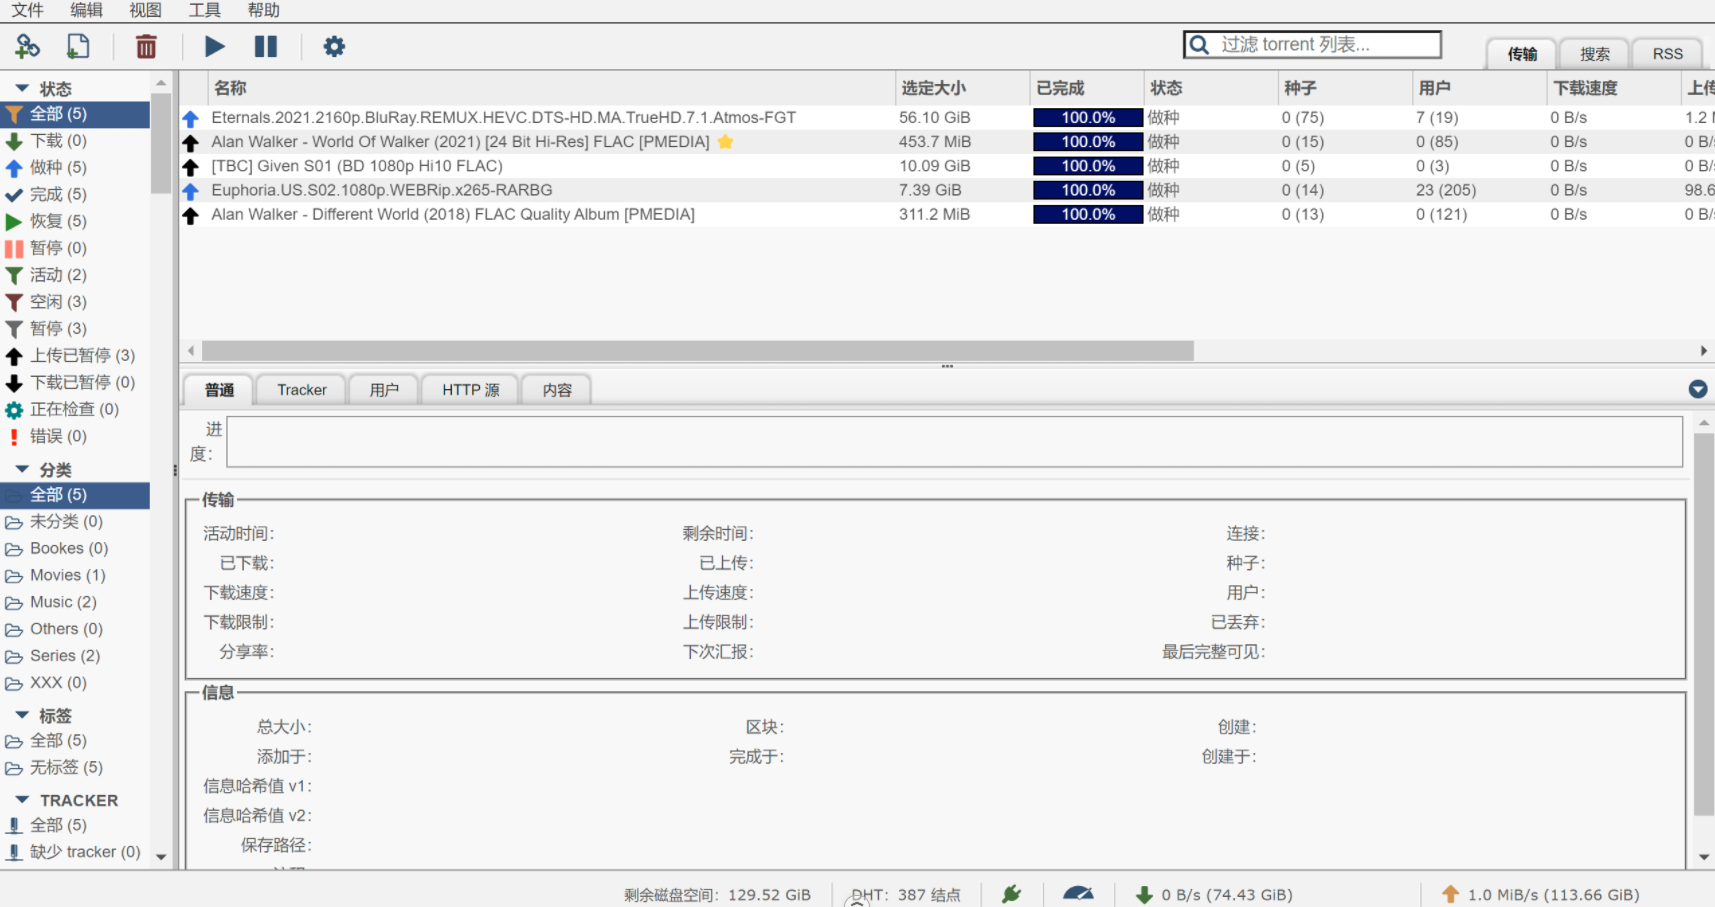 文件 编辑 视图 工具 帮助
过滤 torrent 列表...
传输 搜索 RSS
状态
全部 (5)
下载 (0)
做种 (5)
完成 (5)
恢复 (5)
暂停 (0)
活动 (2)
空闲 (3)
暂停 (3)
上传已暂停 (3)
下载已暂停 (0)
正在检查 (0)
错误 (0)
分类
全部 (5)
未分类 (0)
Bookes (0)
Movies (1)
Music (2)
Others (0)
Series (2)
XXX (0)
标签
全部 (5)
无标签 (5)
TRACKER
全部 (5)
缺少 tracker (0)
名称 选定大小 已完成 状态 种子 用户 下载速度 上传
Eternals.2021.2160p.BluRay.REMUX.HEVC.DTS-HD.MA.TrueHD.7.1.Atmos-FGT 56.10 GiB 100.0% 做种 0 (75) 7 (19) 0 B/s 1.2
Alan Walker - World Of Walker (2021) [24 Bit Hi-Res] FLAC [PMEDIA] ⭐ 453.7 MiB 100.0% 做种 0 (15) 0 (85) 0 B/s 0 B/
[TBC] Given S01 (BD 1080p Hi10 FLAC) 10.09 GiB 100.0% 做种 0 (5) 0 (3) 0 B/s 0 B/
Euphoria.US.S02.1080p.WEBRip.x265-RARBG 7.39 GiB 100.0% 做种 0 (14) 23 (205) 0 B/s 98.6
Alan Walker - Different World (2018) FLAC Quality Album [PMEDIA] 311.2 MiB 100.0% 做种 0 (13) 0 (121) 0 B/s 0 B/
普通 Tracker 用户 HTTP 源 内容
进
度:
传输
活动时间: 剩余时间: 连接:
已下载: 已上传: 种子:
下载速度: 上传速度: 用户:
下载限制: 上传限制: 已丢弃:
分享率: 下次汇报: 最后完整可见:
信息
总大小: 区块: 创建:
添加于: 完成于: 创建于:
信息哈希值 v1:
信息哈希值 v2:
保存路径:
剩余磁盘空间: 129.52 GiB DHT: 387 结点 0 B/s (74.43 GiB) 1.0 MiB/s (113.66 GiB)